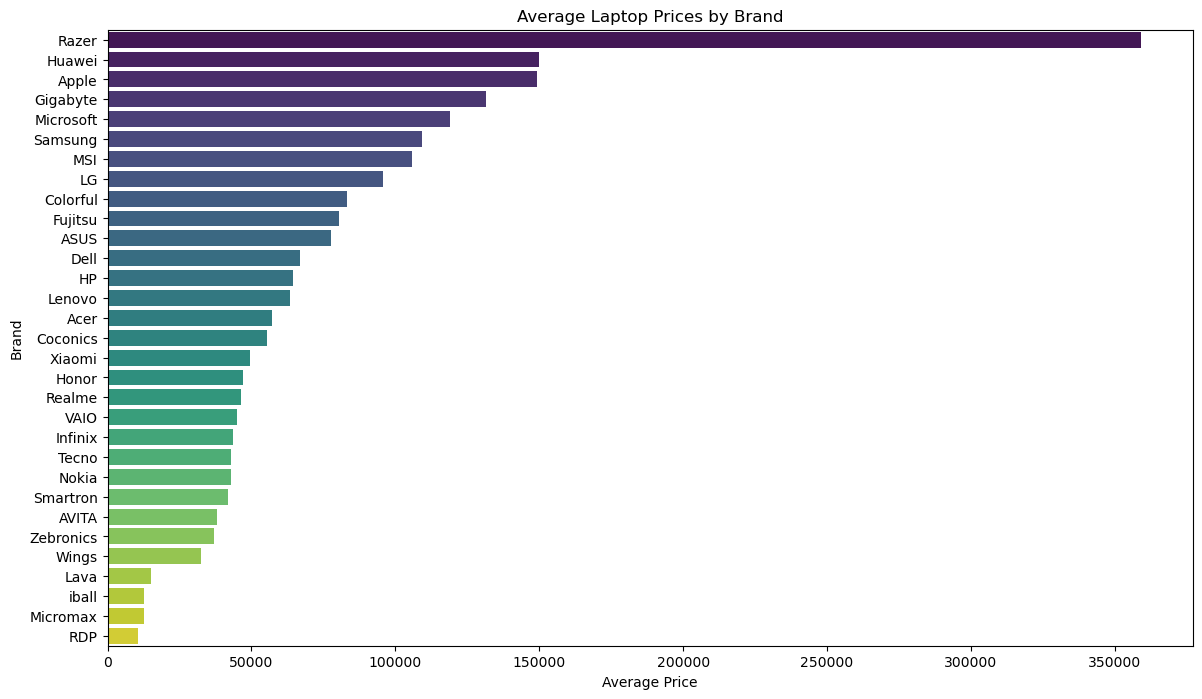 Average Laptop Prices by Brand
Razer
Huawei
Apple
Gigabyte
Microsoft
Samsung
MSI
LG
Colorful
Fujitsu
ASUS
Dell
HP
Lenovo
Acer
Coconics
Xiaomi
Honor
Realme
VAIO
Infinix
Tecno
Nokia
Smartron
AVITA
Zebronics
Wings
Lava
iball
Micromax
RDP
Brand
0 50000 100000 150000 200000 250000 300000 350000
Average Price